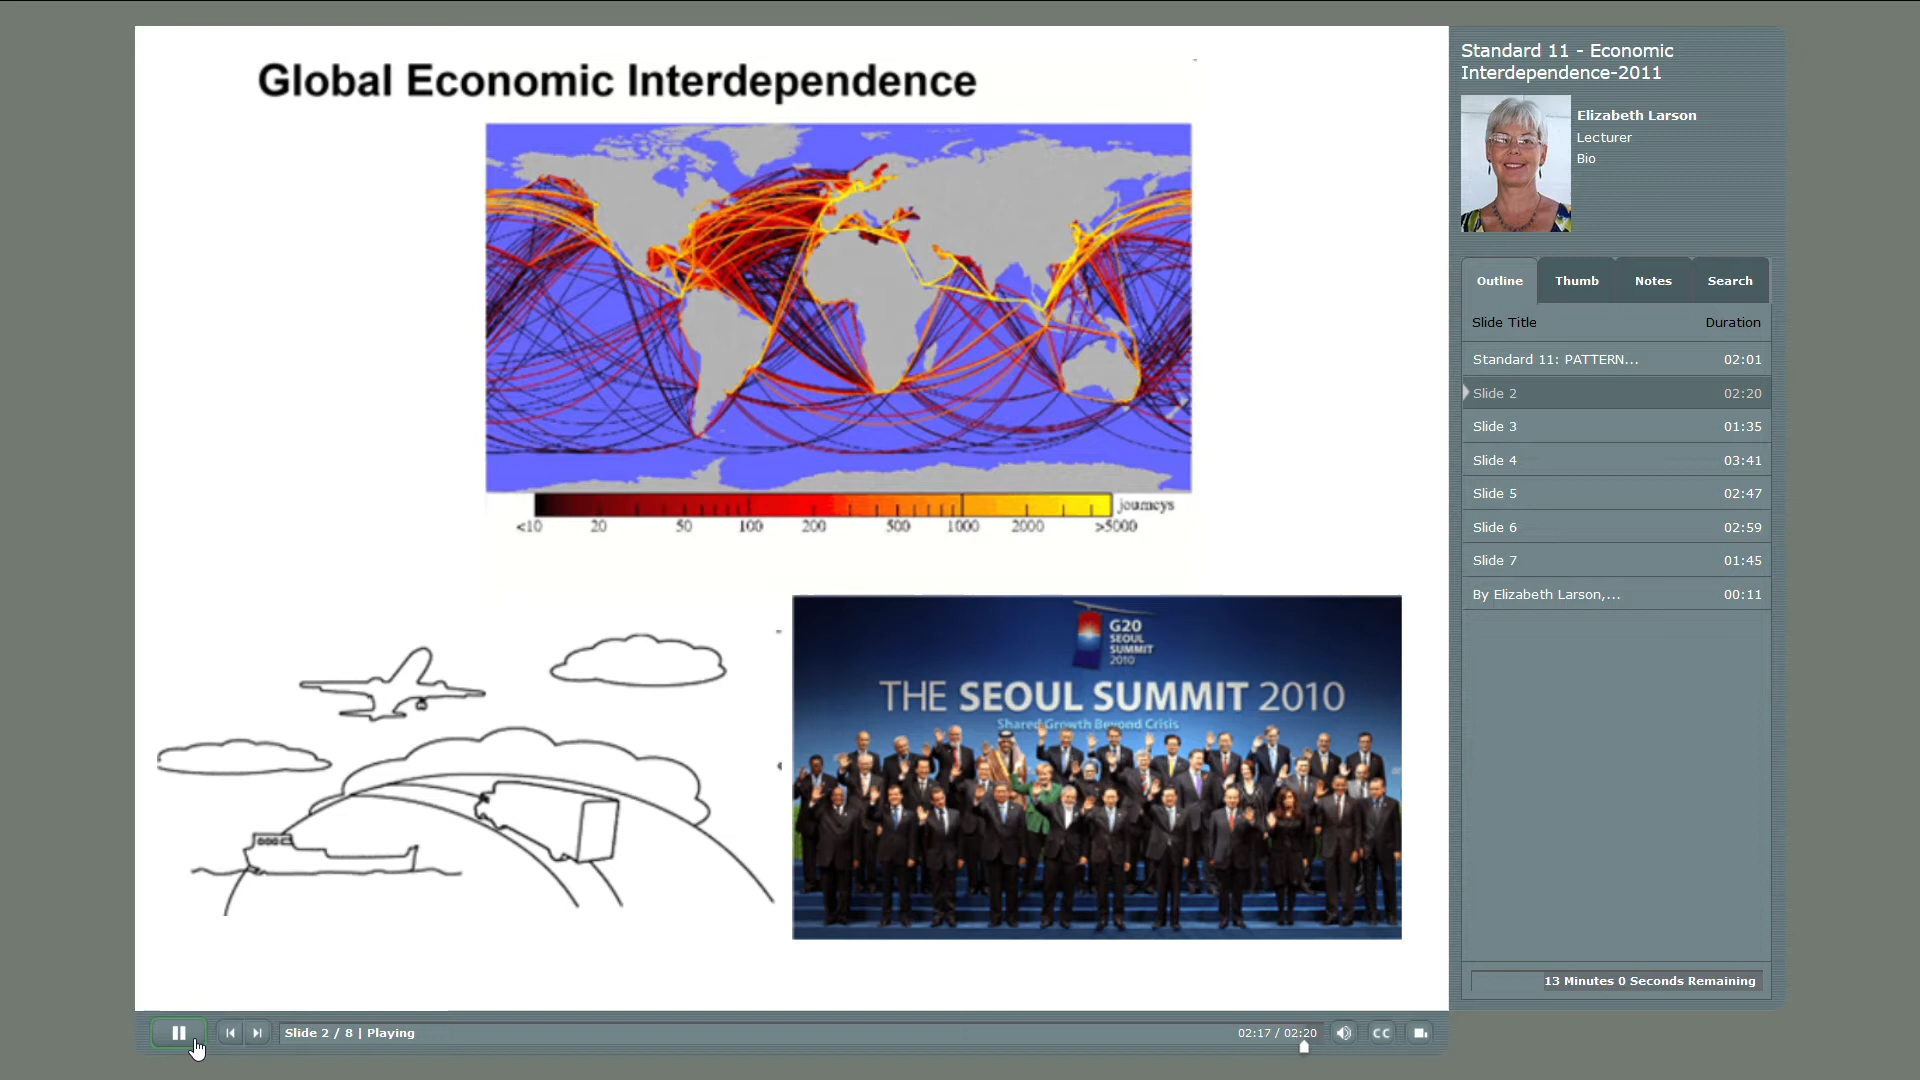 Global Economic Interdependence
journeys
<10 20 50 100 200 500 1000 2000 >5000
G20
SEOUL
SUMMIT
2010
THE SEOUL SUMMIT 2010
Shared Growth Beyond Crisis
Standard 11 - Economic
Interdependence-2011
Elizabeth Larson
Lecturer
Bio
Outline Thumb Notes Search
Slide Title Duration
Standard 11: PATTERN... 02:01
Slide 2 02:20
Slide 3 01:35
Slide 4 03:41
Slide 5 02:47
Slide 6 02:59
Slide 7 01:45
By Elizabeth Larson,... 00:11
13 Minutes 0 Seconds Remaining
Slide 2 / 8 | Playing
02:17 / 02:20
CC